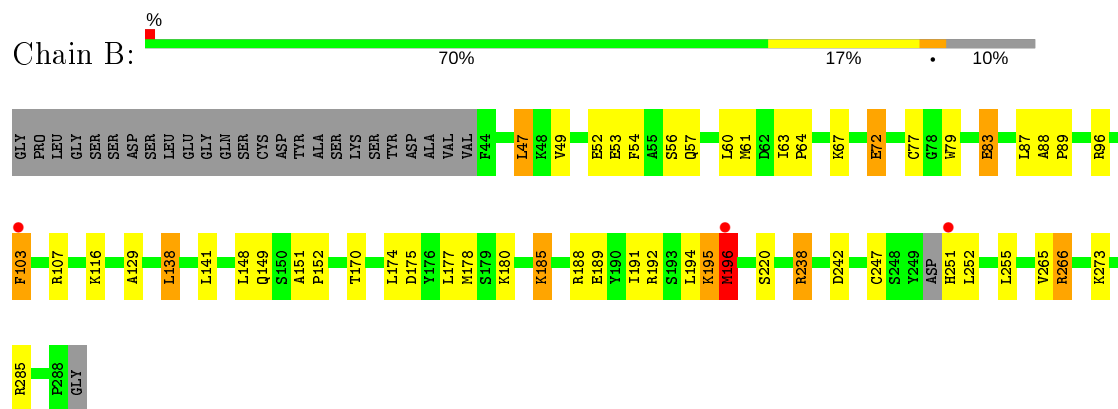 %
Chain B:
70% 17% • 10%
GLY PRO LEU GLY GLY SER SER ASP SER LEU GLU GLY GLN SER CYS ASP TYR ALA SER LYS SER TYR ASP ALA VAL VAL F44 L47 K48 V49 E52 E53 F54 A55 S56 Q57 L60 M61 D62 I63 P64 K67 E72 C77 G78 W79 E83 L87 A88 P89 R96
F103 R107 K116 A129 L138 L141 L148 Q149 S150 A151 P152 T170 L174 D175 Y176 L177 M178 S179 K180 K185 R188 E189 Y190 I191 R192 S193 L194 K195 M196 S220 R238 D242 C247 S248 Y249 ASP H251 L252 L255 V265 R266 K273
R285 P288 GLY